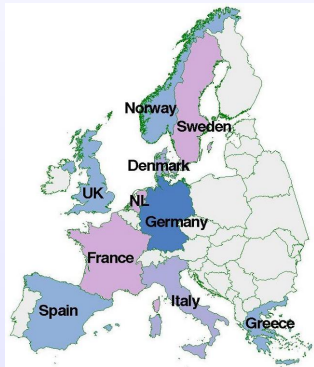 Norway
Sweden
Denmark
UK
NL
Germany
France
Italy
Spain
Greece